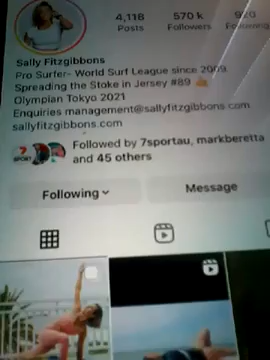 4,118 570 k 920
Posts Followers Following
Sally Fitzgibbons
Pro Surfer- World Surf League since 2009.
Spreading the Stoke in Jersey #89 🤙
Olympian Tokyo 2021
Enquiries management@sallyfitzgibbons.com
sallyfitzgibbons.com
Followed by 7sportau, markberetta
and 45 others
Following Message